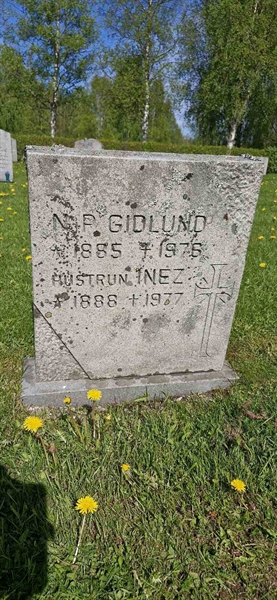 N. P. GIDLUND
* 1885 † 1976
HUSTRUN INEZ
* 1888 † 1977